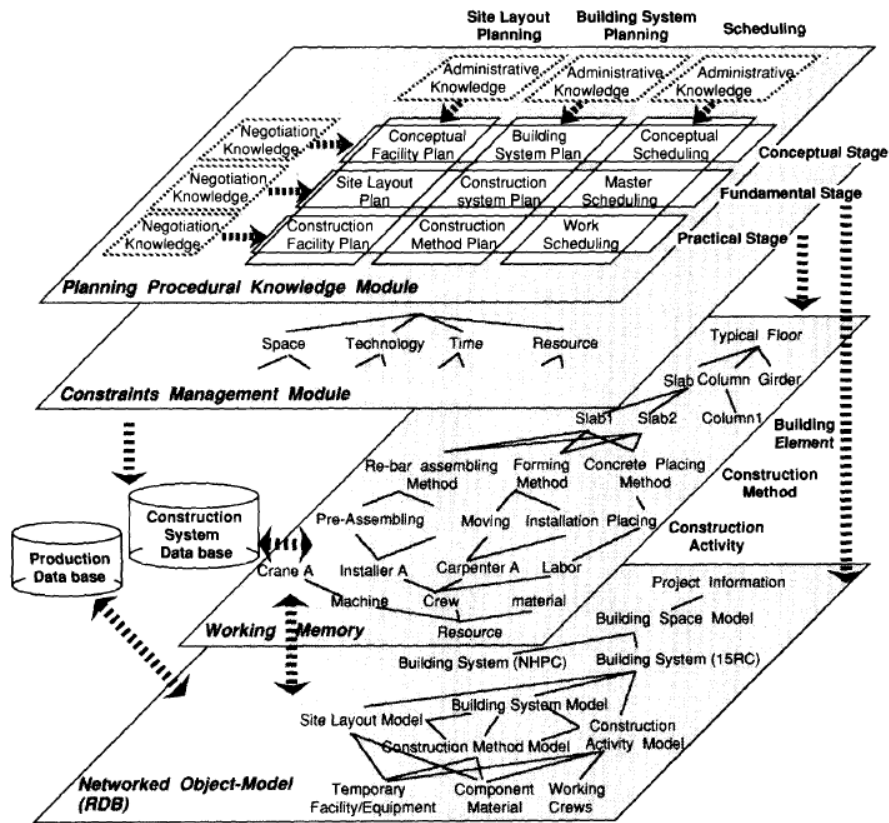 Site Layout
Planning
Building System
Planning
Scheduling
Administrative
Knowledge
Administrative
Knowledge
Administrative
Knowledge
Negotiation
Knowledge
Conceptual
Facility Plan
Building
System Plan
Conceptual
Scheduling
Conceptual Stage
Negotiation
Knowledge
Site Layout
Plan
Construction
system Plan
Master
Scheduling
Fundamental Stage
Negotiation
Knowledge
Construction
Facility Plan
Construction
Method Plan
Work
Scheduling
Practical Stage
Planning Procedural Knowledge Module
Space
Technology
Time
Resource
Constraints Management Module
Typical Floor
Slab
Column
Girder
Slab1
Slab2
Column1
Building
Element
Re-bar assembling
Method
Forming
Method
Concrete Placing
Method
Construction
Method
Pre-Assembling
Moving
Installation
Placing
Construction
Activity
Construction
System
Data base
Production
Data base
Crane A
Installer A
Carpenter A
Labor
Machine
Crew
material
Resource
Working Memory
Project Information
Building Space Model
Building System (NHPC)
Building System (15RC)
Building System Model
Site Layout Model
Construction Method Model
Construction
Activity Model
Temporary
Facility/Equipment
Component
Material
Working
Crews
Networked Object-Model
(RDB)